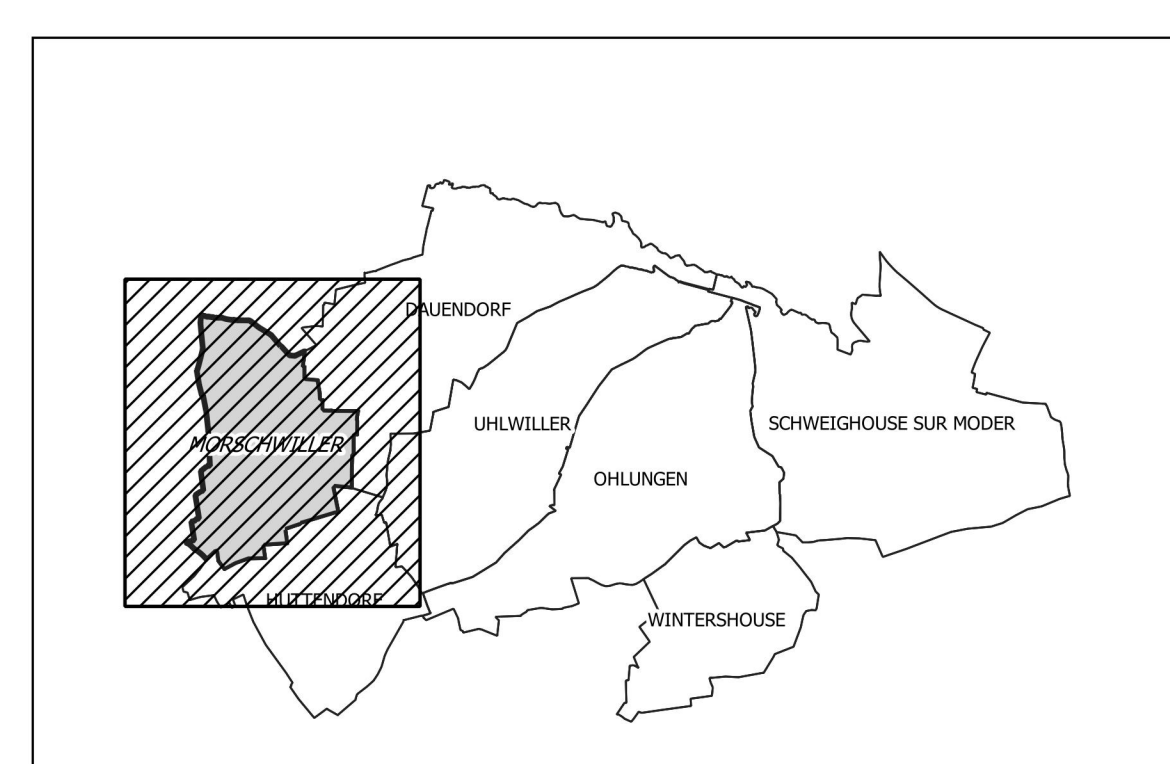 DAUENDORF
UHLWILLER
SCHWEIGHOUSE SUR MODER
MORSCHWILLER
OHLUNGEN
HUTTENDORF
WINTERSHOUSE